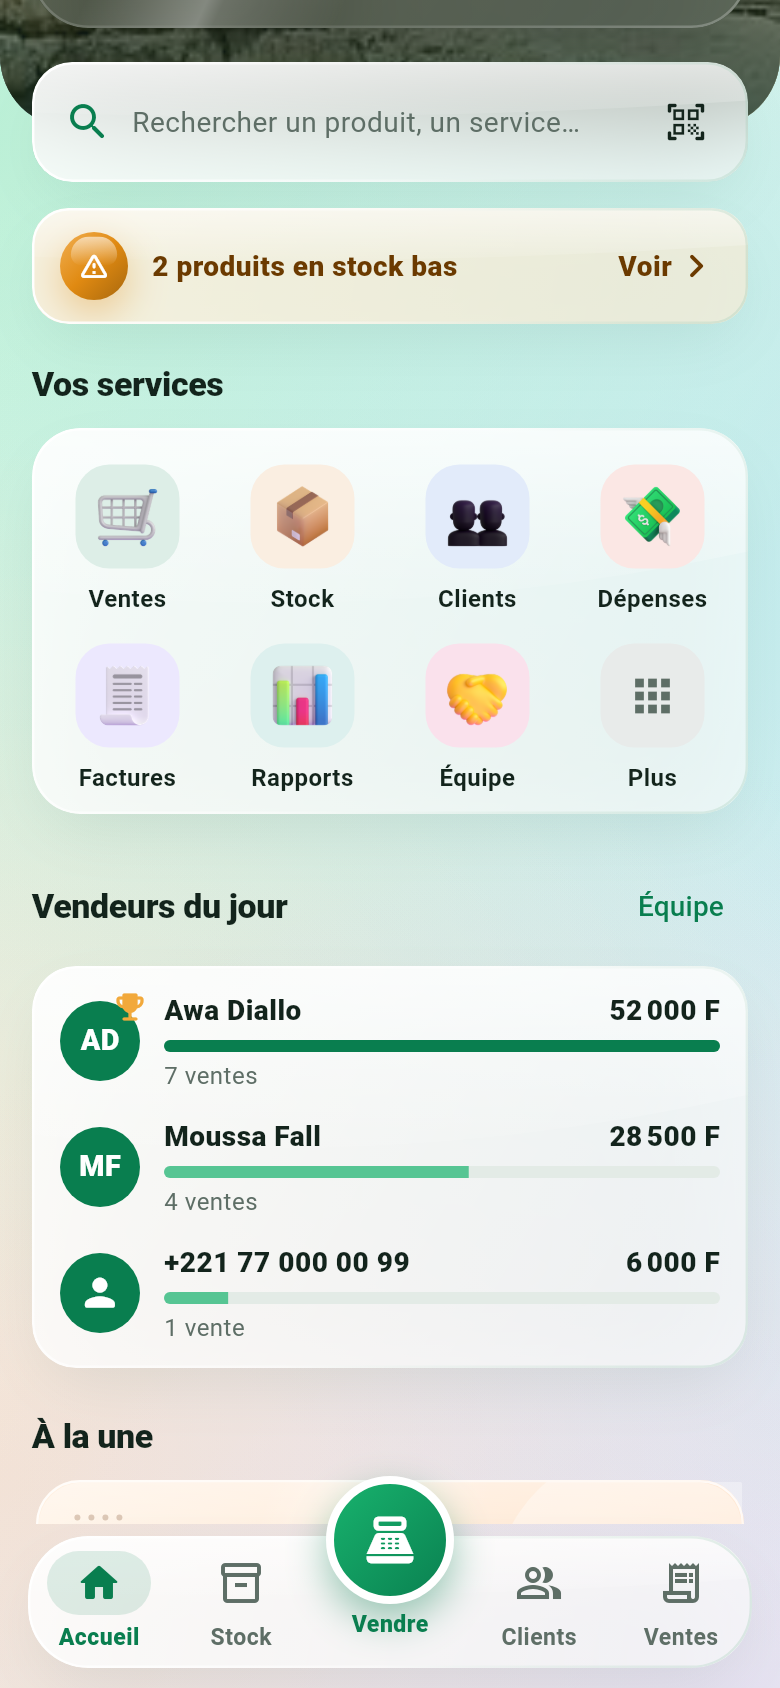 Rechercher un produit, un service…
2 produits en stock bas Voir
Vos services
Ventes Stock Clients Dépenses
Factures Rapports Équipe Plus
Vendeurs du jour Équipe
AD Awa Diallo 52 000 F
7 ventes
MF Moussa Fall 28 500 F
4 ventes
+221 77 000 00 99 6 000 F
1 vente
À la une
Accueil Stock Vendre Clients Ventes